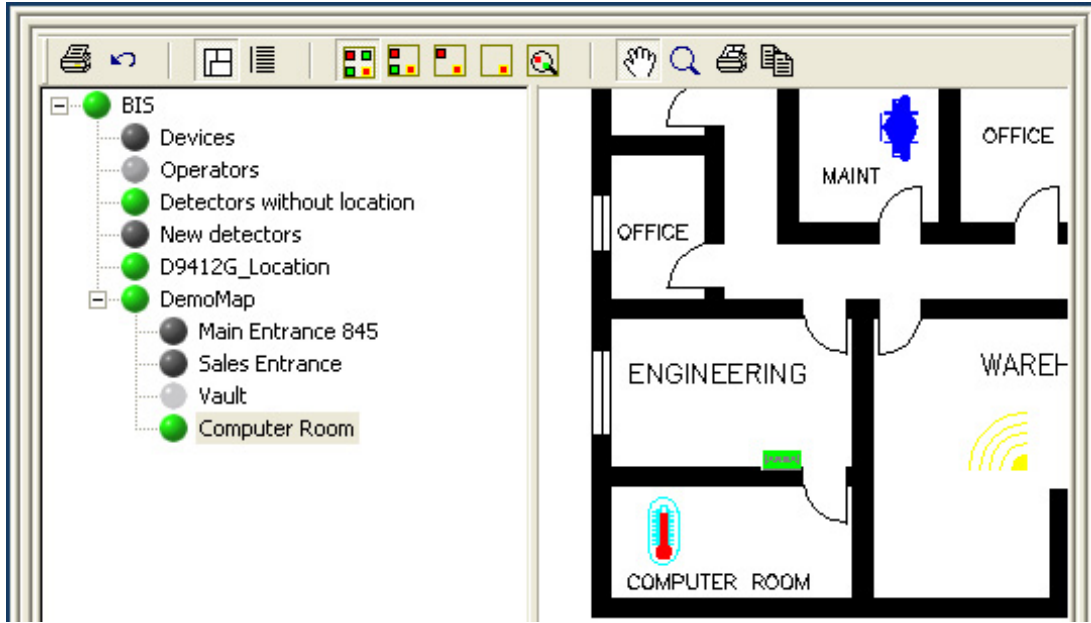 BIS
Devices
Operators
Detectors without location
New detectors
D9412G_Location
DemoMap
Main Entrance 845
Sales Entrance
Vault
Computer Room
OFFICE
MAINT
OFFICE
ENGINEERING
WAREH
COMPUTER ROOM